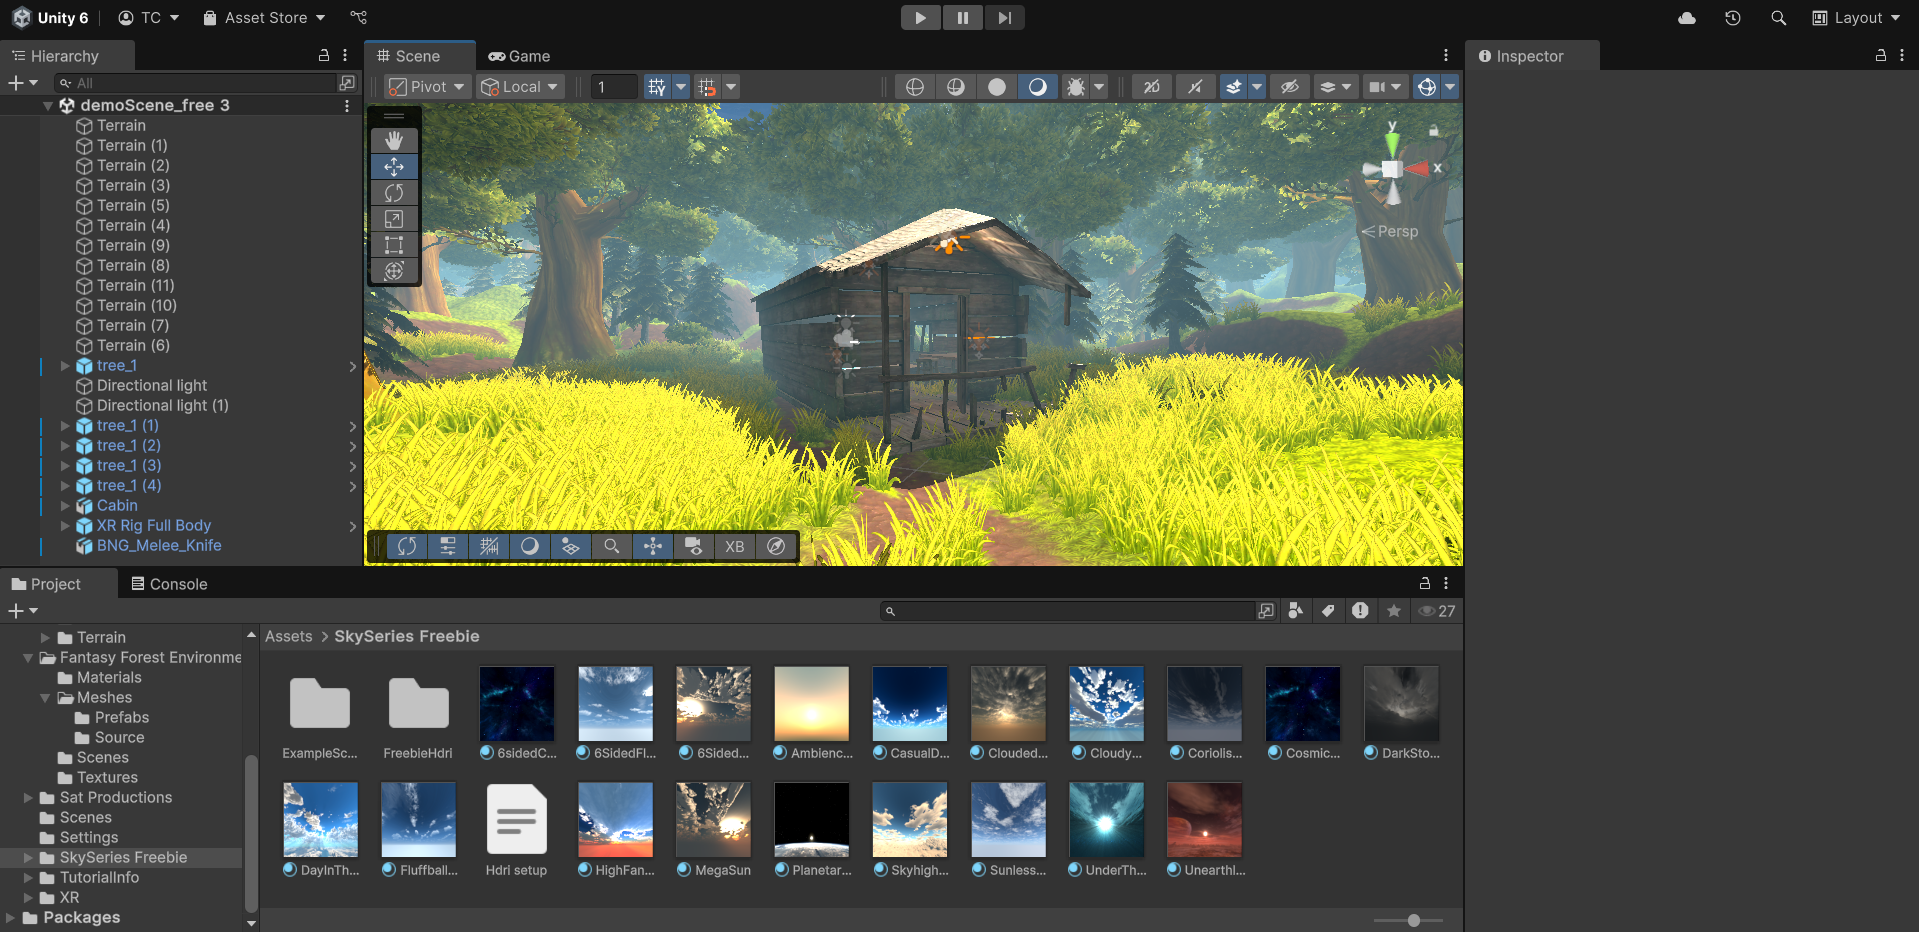 Unity 6 TC Asset Store Layout
Hierarchy
Scene Game
Inspector
All
Pivot Local 1
demoScene_free 3
Terrain
Terrain (1)
Terrain (2)
Terrain (3)
Terrain (5)
Terrain (4)
Terrain (9)
Terrain (8)
Terrain (11)
Terrain (10)
Terrain (7)
Terrain (6)
tree_1
Directional light
Directional light (1)
tree_1 (1)
tree_1 (2)
tree_1 (3)
tree_1 (4)
Cabin
XR Rig Full Body
BNG_Melee_Knife
2D
y
x
Persp
XB
Project Console
27
Terrain
Fantasy Forest Environme
Materials
Meshes
Prefabs
Source
Scenes
Textures
Sat Productions
Scenes
Settings
SkySeries Freebie
TutorialInfo
XR
Packages
Assets > SkySeries Freebie
ExampleSc... FreebieHdri 6sidedC... 6SidedFl... 6Sided... Ambienc... CasualD... Clouded... Cloudy... Coriolis... Cosmic... DarkSto...
DayInTh... Fluffball... Hdri setup HighFan... MegaSun Planetar... Skyhigh... Sunless... UnderTh... Unearthl...